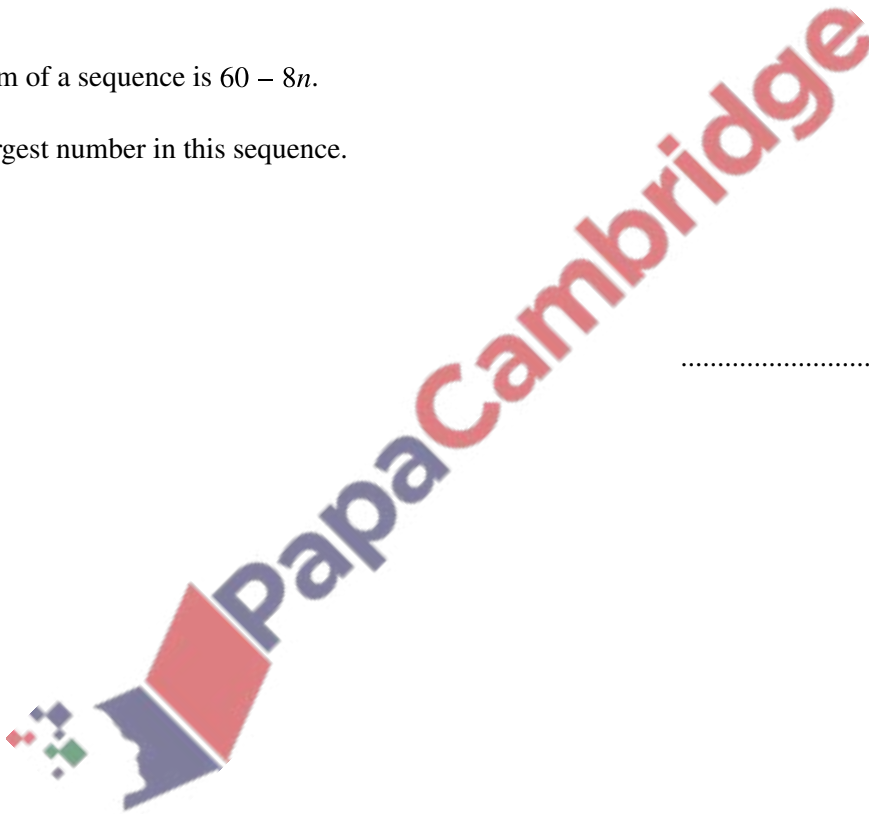 m of a sequence is 60 – 8n.
rgest number in this sequence.
...........................
PapaCambridge